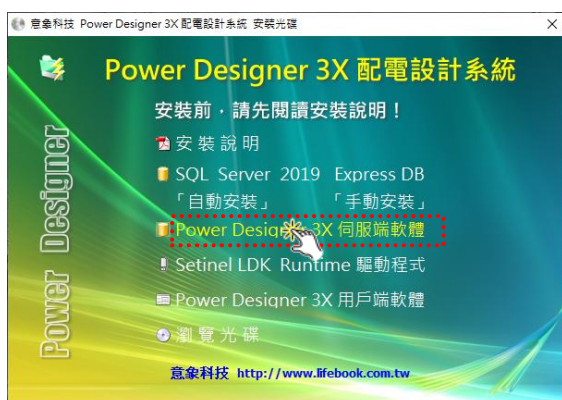 意象科技 Power Designer 3X 配電設計系統 安裝光碟
Power Designer 3X 配電設計系統
安裝前，請先閱讀安裝說明！
安裝說明
SQL Server 2019 Express DB
「自動安裝」 「手動安裝」
Power Designer 3X 伺服端軟體
Setinel LDK Runtime 驅動程式
Power Designer 3X 用戶端軟體
瀏覽光碟
意象科技 http://www.lifebook.com.tw
Power Designer